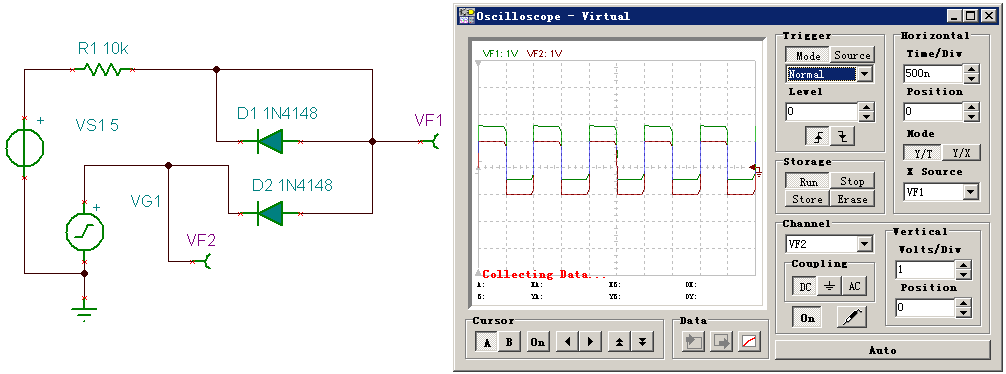 R1 10k
VS1 5
+
D1 1N4148
VF1
D2 1N4148
VG1
+
VF2
Oscilloscope - Virtual
VF1: 1V VF2: 1V
Collecting Data...
A: XA: XB: DX:
B: YA: YB: DY:
Cursor
A B On
Data
Trigger
Mode Source
Normal
Level
0
Storage
Run Stop
Store Erase
Horizontal
Time/Div
500n
Position
0
Mode
Y/T Y/X
X Source
VF1
Channel
VF2
Coupling
DC AC
On
Vertical
Volts/Div
1
Position
0
Auto